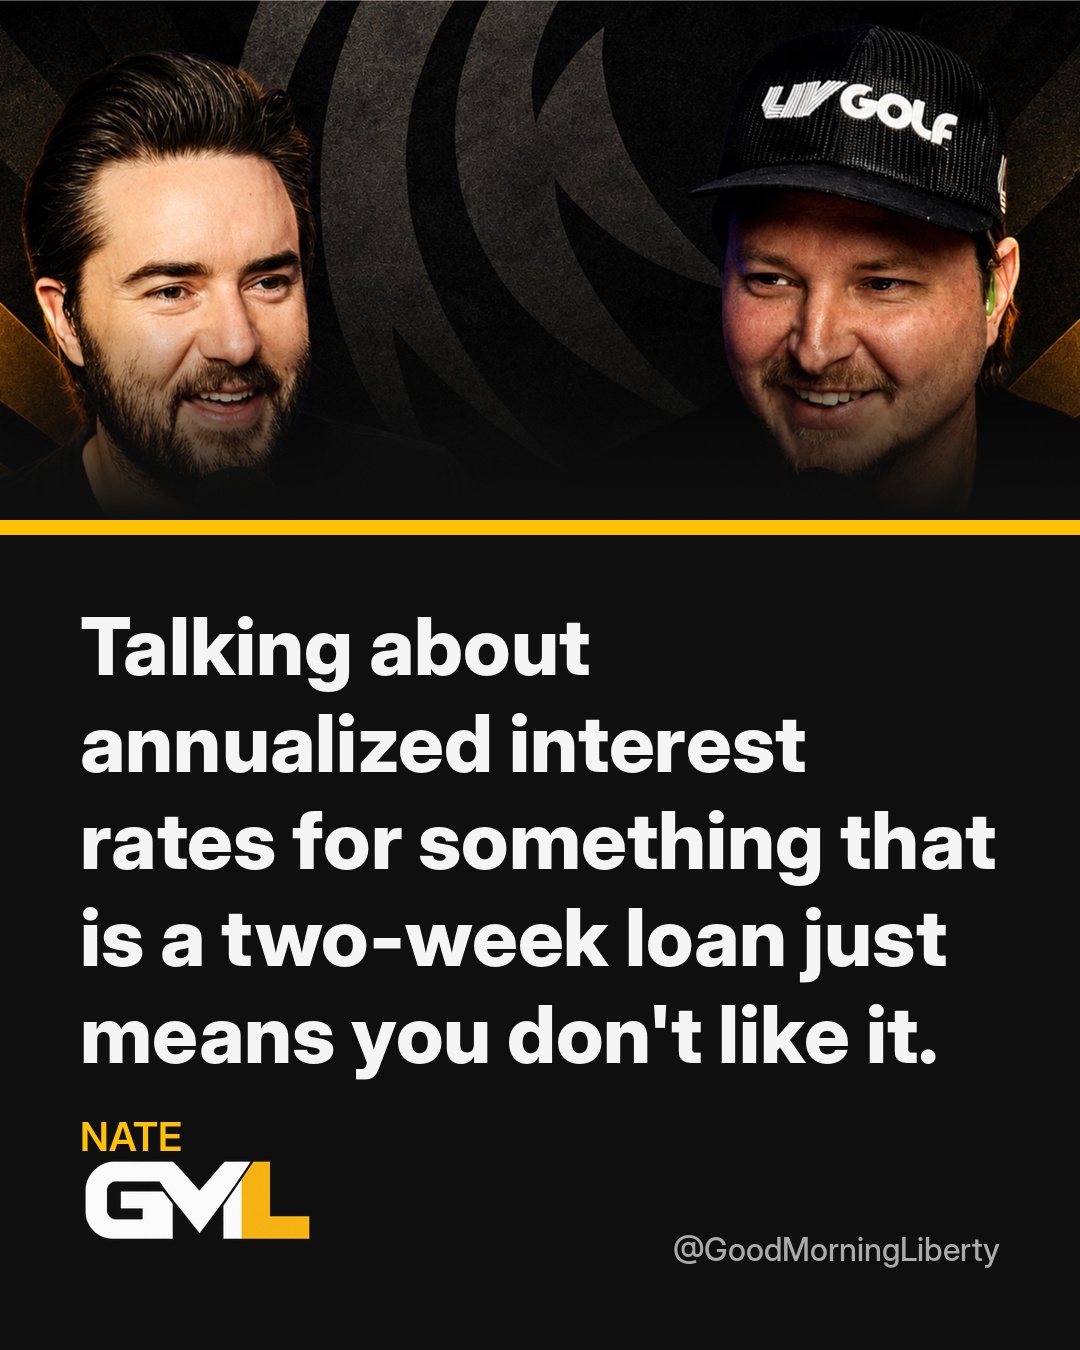 LIV GOLF
Talking about
annualized interest
rates for something that
is a two-week loan just
means you don't like it.
NATE
GML
@GoodMorningLiberty